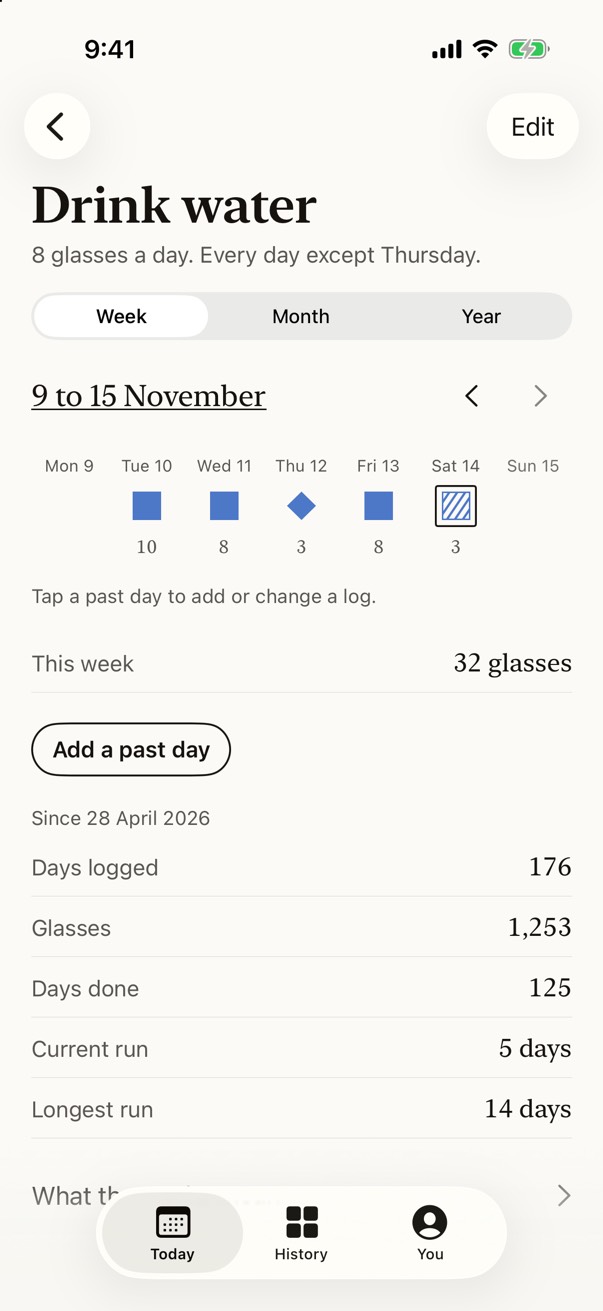 9:41
Edit
Drink water
8 glasses a day. Every day except Thursday.
Week Month Year
9 to 15 November
Mon 9 Tue 10 Wed 11 Thu 12 Fri 13 Sat 14 Sun 15
10 8 3 8 3
Tap a past day to add or change a log.
This week 32 glasses
Add a past day
Since 28 April 2026
Days logged 176
Glasses 1,253
Days done 125
Current run 5 days
Longest run 14 days
What
Today History You